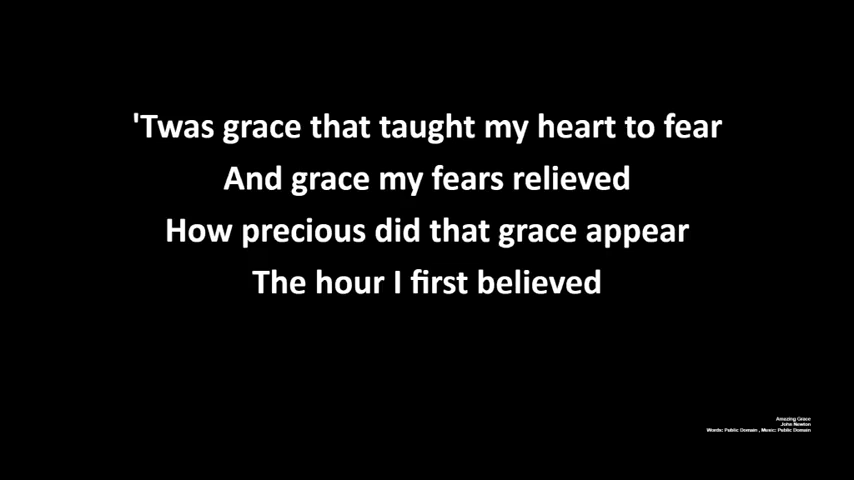 'Twas grace that taught my heart to fear
And grace my fears relieved
How precious did that grace appear
The hour I first believed
Amazing Grace
John Newton
Words: Public Domain , Music: Public Domain